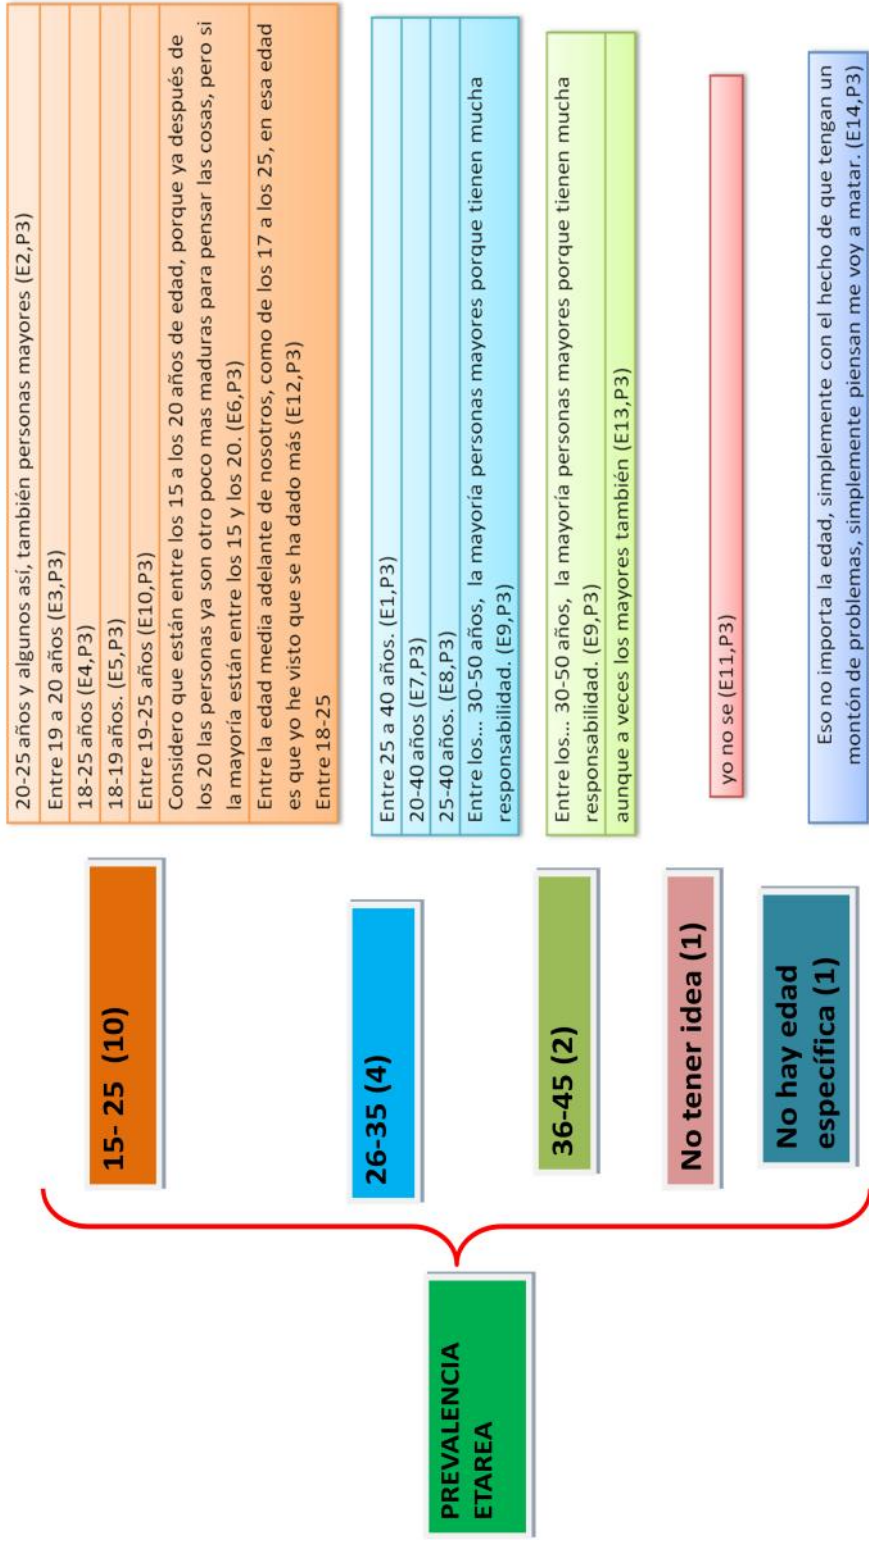 PREVALENCIA
ETAREA
15- 25 (10)
20-25 años y algunos así, también personas mayores (E2,P3)
Entre 19 a 20 años (E3,P3)
18-25 años (E4,P3)
18-19 años. (E5,P3)
Entre 19-25 años (E10,P3)
Considero que están entre los 15 a los 20 años de edad, porque ya después de
los 20 las personas ya son otro poco mas maduras para pensar las cosas, pero si
la mayoría están entre los 15 y los 20. (E6,P3)
Entre la edad media adelante de nosotros, como de los 17 a los 25, en esa edad
es que yo he visto que se ha dado más (E12,P3)
Entre 18-25
26-35 (4)
Entre 25 a 40 años. (E1,P3)
20-40 años (E7,P3)
25-40 años. (E8,P3)
Entre los... 30-50 años, la mayoría personas mayores porque tienen mucha
responsabilidad. (E9,P3)
36-45 (2)
Entre los... 30-50 años, la mayoría personas mayores porque tienen mucha
responsabilidad. (E9,P3)
aunque a veces los mayores también (E13,P3)
No tener idea (1)
yo no se (E11,P3)
No hay edad
específica (1)
Eso no importa la edad, simplemente con el hecho de que tengan un
montón de problemas, simplemente piensan me voy a matar. (E14,P3)